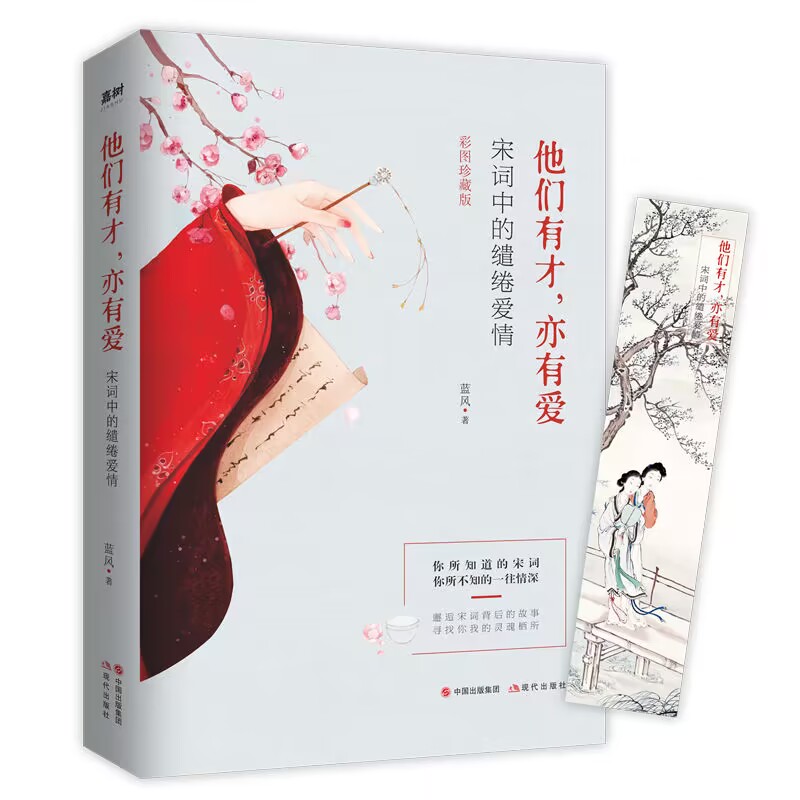 嘉树
JIASHU
他们有才，亦有爱
宋词中的缱绻爱情
蓝风·著
中国出版集团
现代出版社
他们有才，亦有爱
宋词中的缱绻爱情
彩图珍藏版
蓝风·著
你所知道的宋词
你所不知的一往情深
邂逅宋词背后的故事
寻找你我的灵魂栖所
中国出版集团
现代出版社
他们有才，亦有爱
宋词中的缱绻爱情